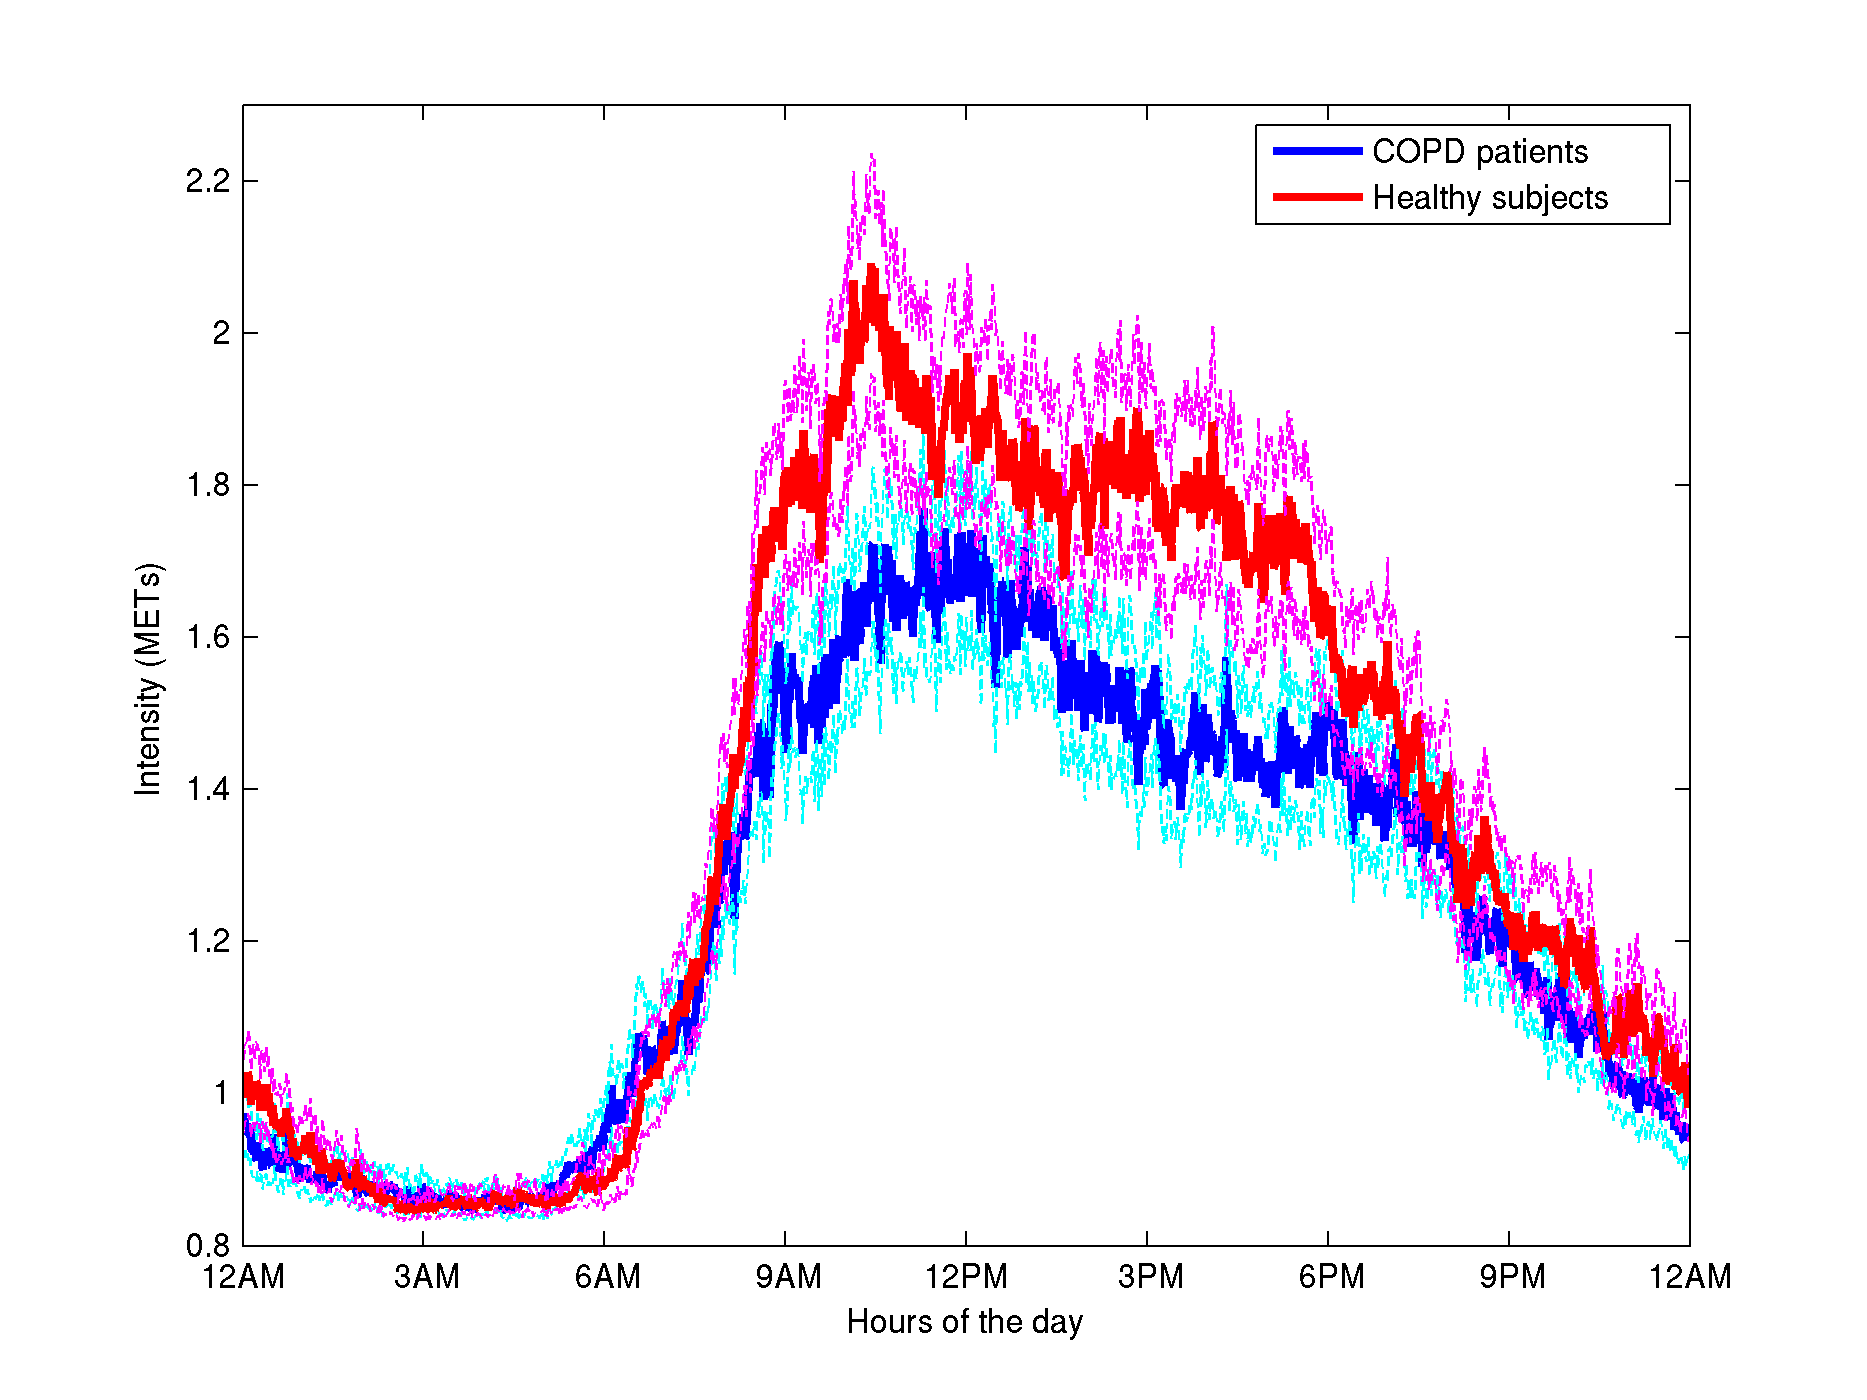 COPD patients
Healthy subjects
Intensity (METs)
2.2
2
1.8
1.6
1.4
1.2
1
0.8
12AM 3AM 6AM 9AM 12PM 3PM 6PM 9PM 12AM
Hours of the day